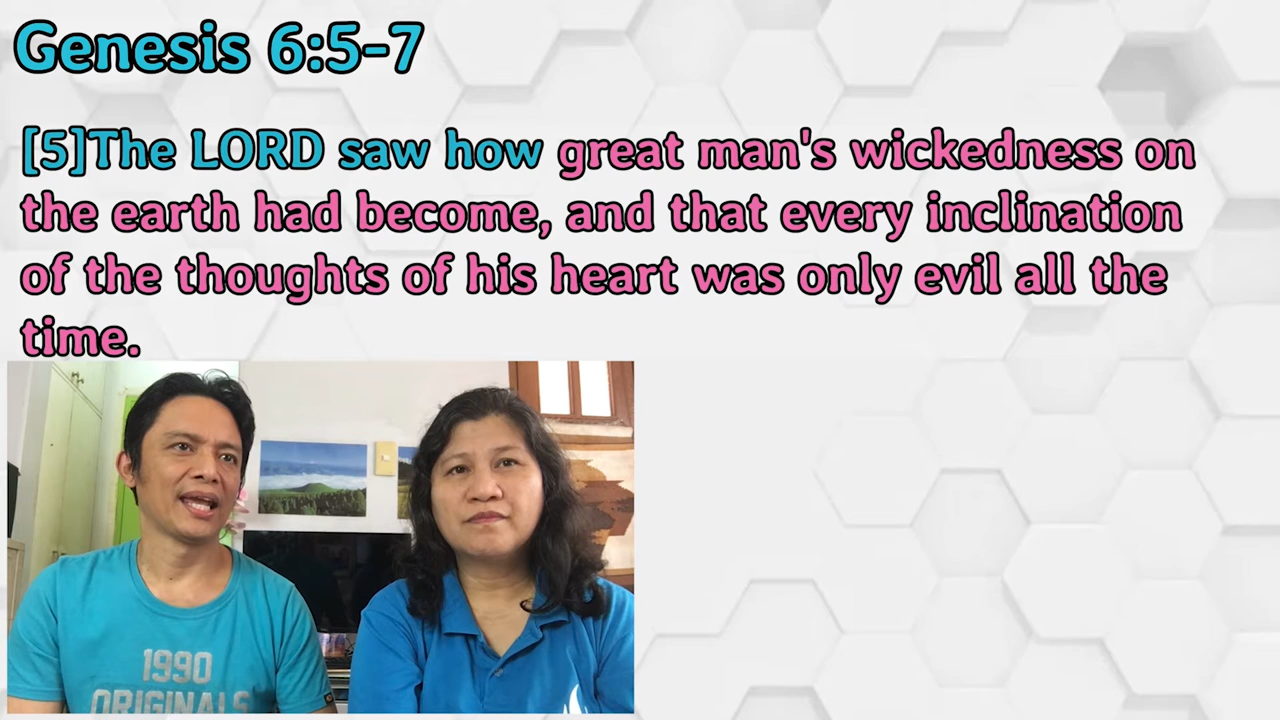 Genesis 6:5-7
[5]The LORD saw how great man's wickedness on
the earth had become, and that every inclination
of the thoughts of his heart was only evil all the
time.
1990
ORIGINALS